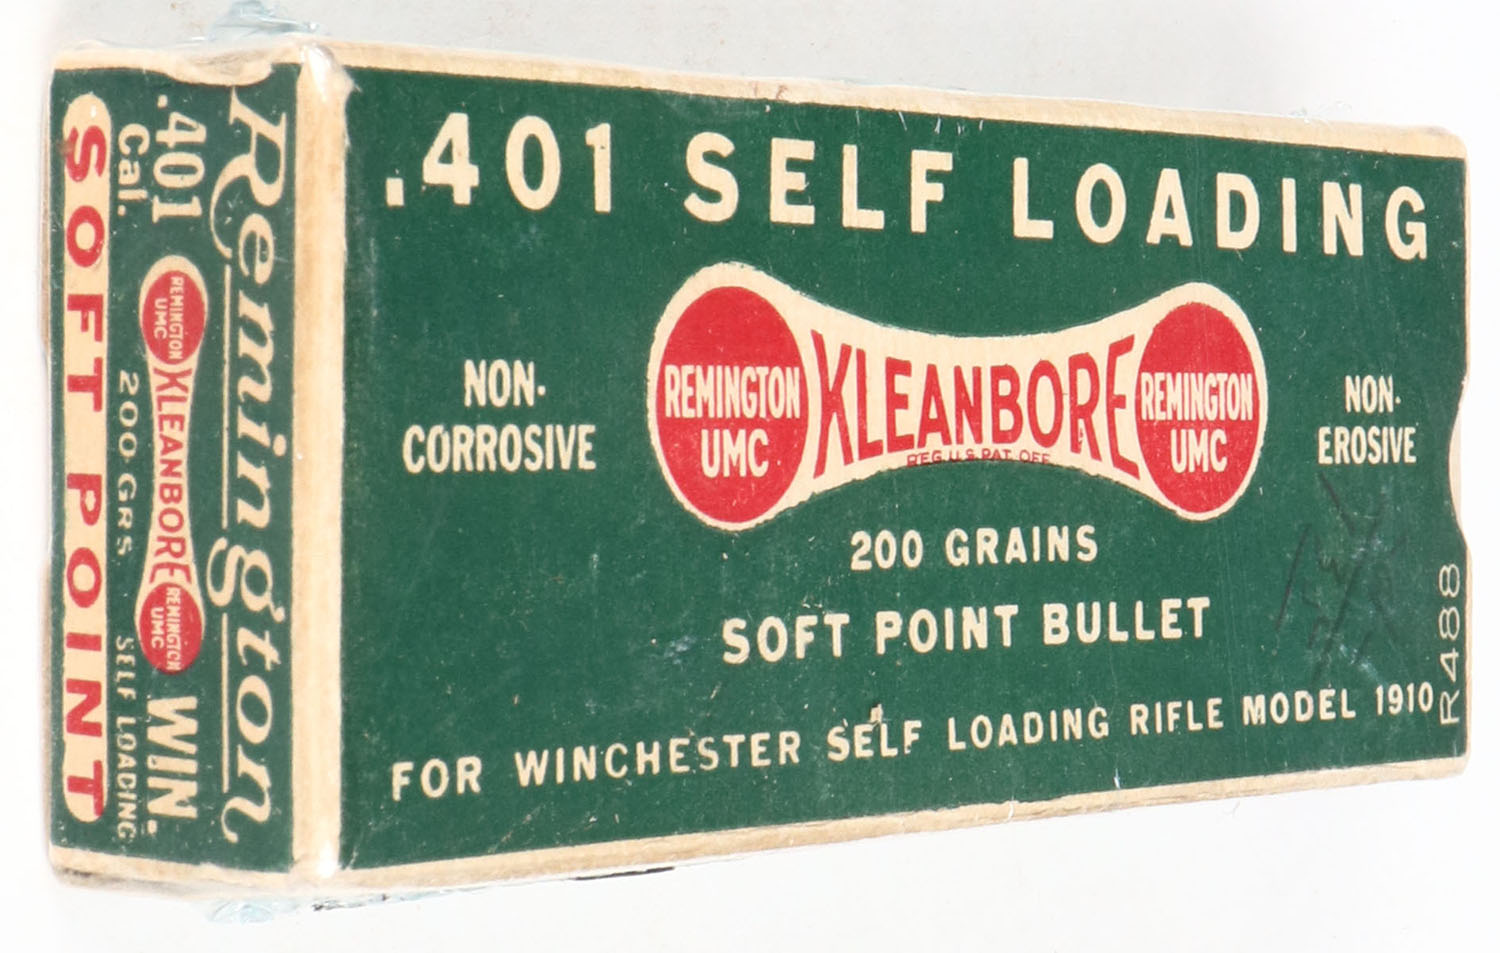 .401 SELF LOADING
NON-
CORROSIVE
REMINGTON
UMC
KLEANBORE
REG. U.S. PAT. OFF.
REMINGTON
UMC
NON-
EROSIVE
200 GRAINS
SOFT POINT BULLET
FOR WINCHESTER SELF LOADING RIFLE MODEL 1910
R488
Remington
.401
Cal.
REMINGTON
UMC
KLEANBORE
REMINGTON
UMC
WIN.
200 GRS
SELF LOADING
SOFT POINT